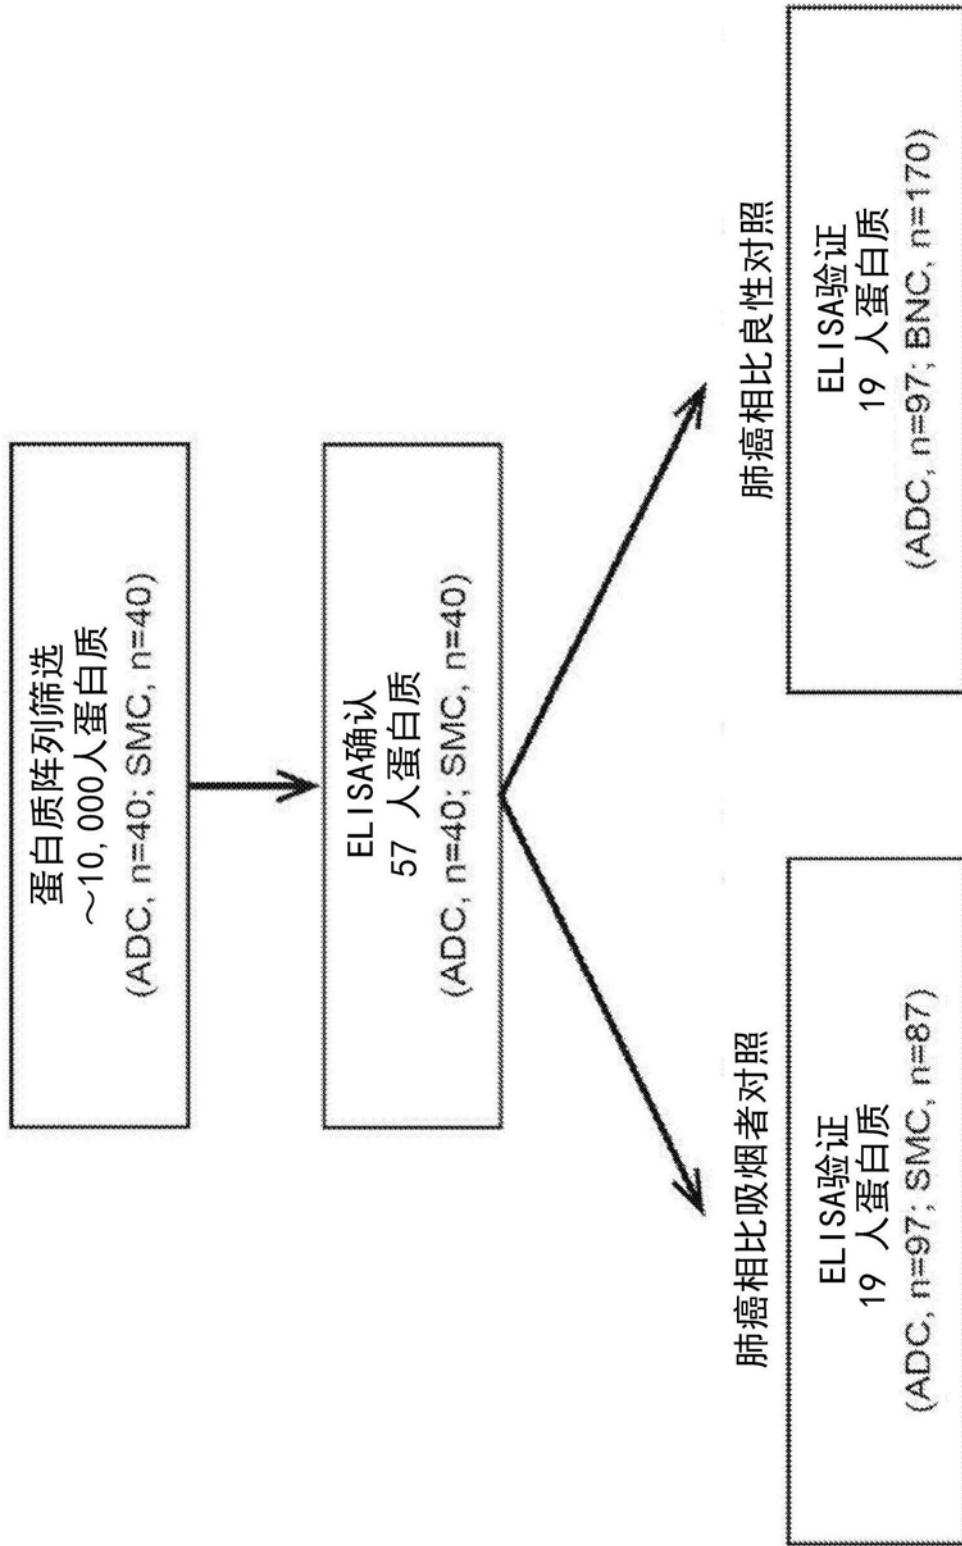 蛋白质阵列筛选
～10,000人蛋白质
(ADC, n=40; SMC, n=40)
ELISA确认
57 人蛋白质
(ADC, n=40; SMC, n=40)
肺癌相比吸烟者对照
ELISA验证
19 人蛋白质
(ADC, n=97; SMC, n=87)
肺癌相比良性对照
ELISA验证
19 人蛋白质
(ADC, n=97; BNC, n=170)